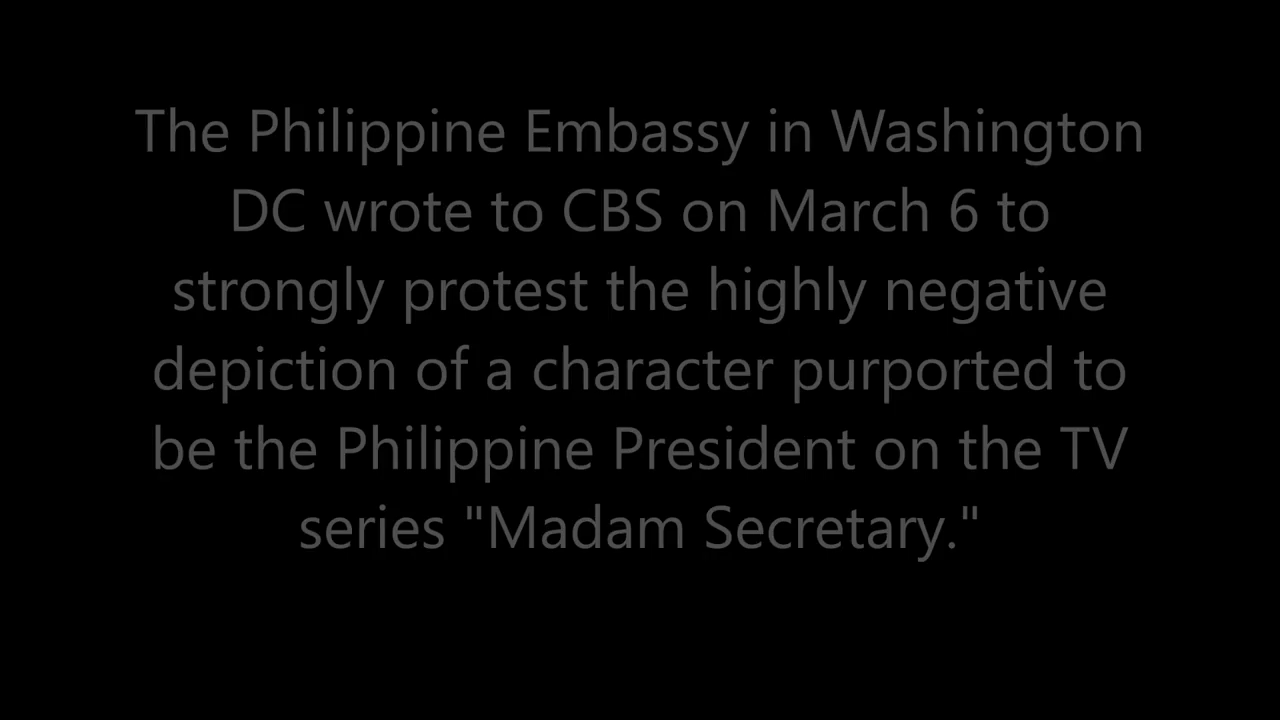 The Philippine Embassy in Washington
DC wrote to CBS on March 6 to
strongly protest the highly negative
depiction of a character purported to
be the Philippine President on the TV
series "Madam Secretary."